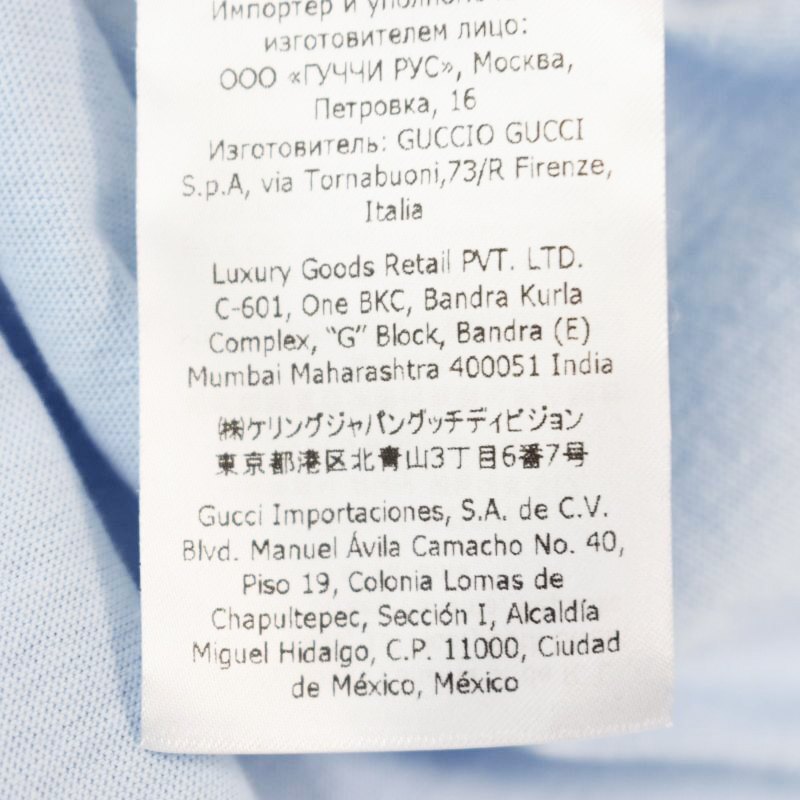 Импортер и уполномоченное
изготовителем лицо:
ООО «ГУЧЧИ РУС», Москва,
Петровка, 16
Изготовитель: GUCCIO GUCCI
S.p.A, via Tornabuoni,73/R Firenze,
Italia
Luxury Goods Retail PVT. LTD.
C-601, One BKC, Bandra Kurla
Complex, "G" Block, Bandra (E)
Mumbai Maharashtra 400051 India
㈱ケリングジャパングッチディビジョン
東京都港区北青山3丁目6番7号
Gucci Importaciones, S.A. de C.V.
Blvd. Manuel Ávila Camacho No. 40,
Piso 19, Colonia Lomas de
Chapultepec, Sección I, Alcaldía
Miguel Hidalgo, C.P. 11000, Ciudad
de México, México